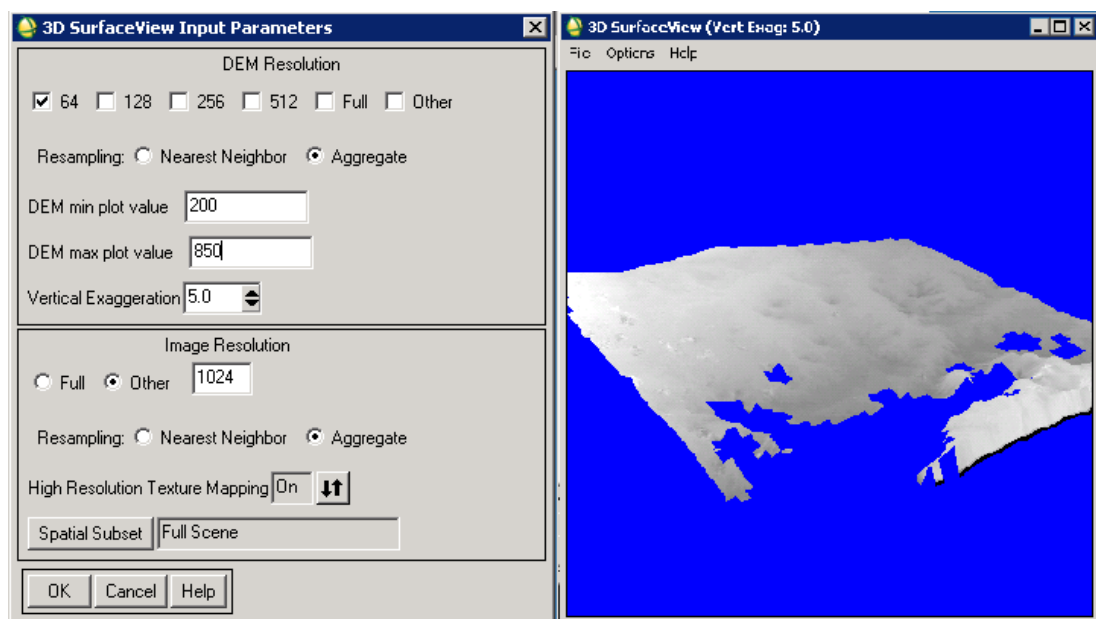 3D SurfaceView Input Parameters
DEM Resolution
64 128 256 512 Full Other
Resampling: Nearest Neighbor Aggregate
DEM min plot value 200
DEM max plot value 850
Vertical Exaggeration 5.0
Image Resolution
Full Other 1024
Resampling: Nearest Neighbor Aggregate
High Resolution Texture Mapping On
Spatial Subset Full Scene
OK Cancel Help
3D SurfaceView (Vert Exag: 5.0)
File Options Help